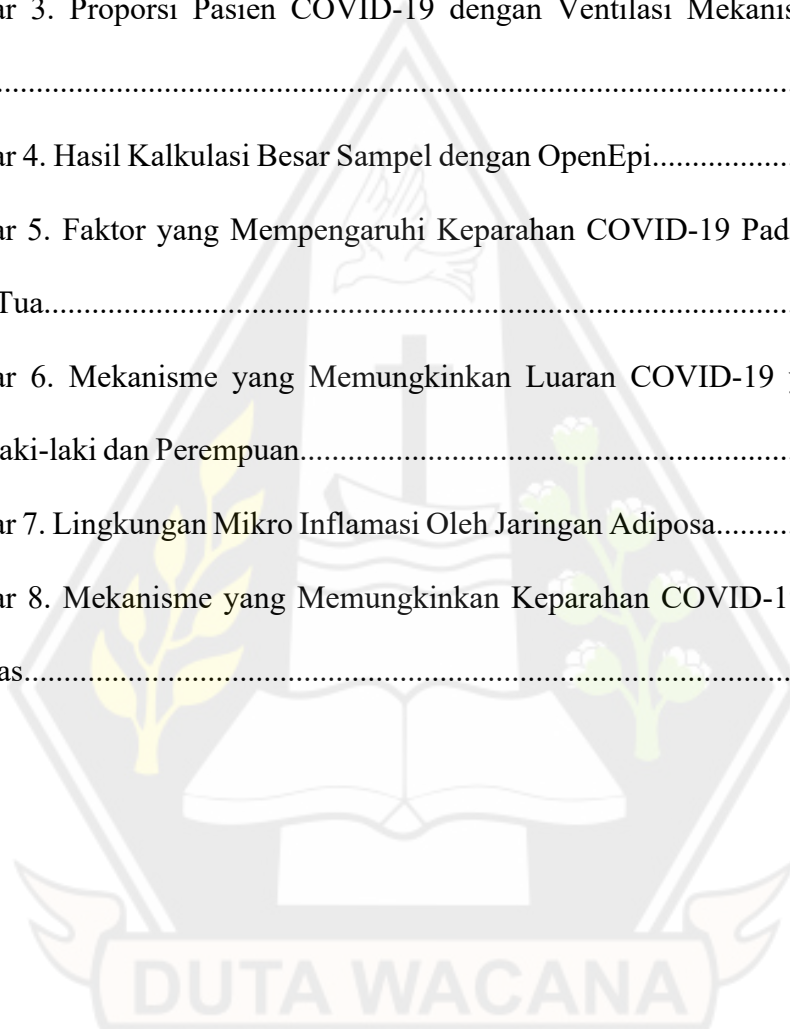 ar 3. Proporsi Pasien COVID-19 dengan Ventilasi Mekanis
................................................................................
ar 4. Hasil Kalkulasi Besar Sampel dengan OpenEpi.................
ar 5. Faktor yang Mempengaruhi Keparahan COVID-19 Pad
Tua...........................................................................
ar 6. Mekanisme yang Memungkinkan Luaran COVID-19
aki-laki dan Perempuan.................................................
ar 7. Lingkungan Mikro Inflamasi Oleh Jaringan Adiposa.........
ar 8. Mekanisme yang Memungkinkan Keparahan COVID-1
as..............................................................................
DUTA WACANA